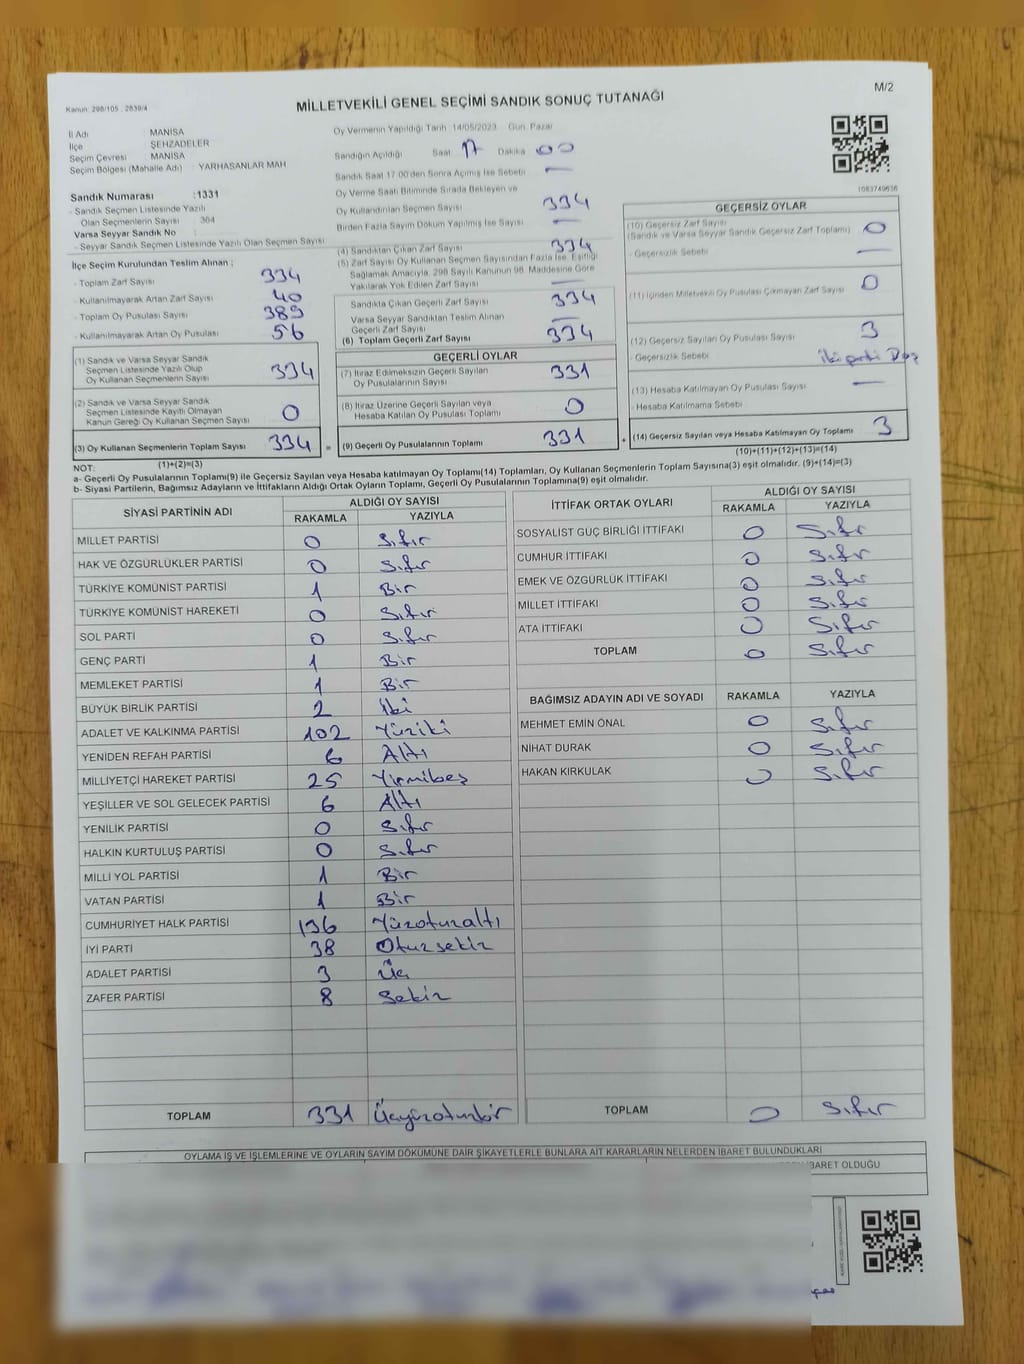 M/2
Kanun: 298/105 , 2839/4
MİLLETVEKİLİ GENEL SEÇİMİ SANDIK SONUÇ TUTANAĞI
İl Adı MANİSA
İlçe ŞEHZADELER
Seçim Çevresi MANİSA
Seçim Bölgesi (Mahalle Adı) : YARHASANLAR MAH
Sandık Numarası :1331
- Sandık Seçmen Listesinde Yazılı
Olan Seçmenlerin Sayısı 384
Varsa Seyyar Sandık No
- Seyyar Sandık Seçmen Listesinde Yazılı Olan Seçmen Sayısı
İlçe Seçim Kurulundan Teslim Alınan ;
- Toplam Zarf Sayısı 334
- Kullanılmayarak Artan Zarf Sayısı 40
- Toplam Oy Pusulası Sayısı 389
- Kullanılmayarak Artan Oy Pusulası 56
(1) Sandık ve Varsa Seyyar Sandık
Seçmen Listesinde Yazılı Olup
Oy Kullanan Seçmenlerin Sayısı 334
(2) Sandık ve Varsa Seyyar Sandık
Seçmen Listesinde Kayıtlı Olmayan
Kanun Gereği Oy Kullanan Seçmen Sayısı 0
(3) Oy Kullanan Seçmenlerin Toplam Sayısı 334 =
(1)+(2)=(3)
Oy Vermenin Yapıldığı Tarih 14/05/2023 Gün: Pazar
Sandığın Açıldığı Saat 17 Dakika 00
Sandık Saat 17.00'den Sonra Açımış İse Sebebi —
Oy Verme Saati Bitiminde Sırada Bekleyen ve
Oy Kullandırılan Seçmen Sayısı 334
Birden Fazla Sayım Döküm Yapılmış İse Sayısı —
(4) Sandıktan Çıkan Zarf Sayısı 334
(5) Zarf Sayısı Oy Kullanan Seçmen Sayısından Fazla İse, Eşitliği
Sağlamak Amacıyla, 298 Sayılı Kanunun 98. Maddesine Göre
Yakılarak Yok Edilen Zarf Sayısı —
Sandıkta Çıkan Geçerli Zarf Sayısı 334
Varsa Seyyar Sandıktan Teslim Alınan
Geçerli Zarf Sayısı —
(6) Toplam Geçerli Zarf Sayısı 334
GEÇERLİ OYLAR
(7) İtiraz Edilmeksizin Geçerli Sayılan
Oy Pusulalarının Sayısı 331
(8) İtiraz Üzerine Geçerli Sayılan veya
Hesaba Katılan Oy Pusulası Toplamı 0
(9) Geçerli Oy Pusulalarının Toplamı 331 +
1083749636
GEÇERSİZ OYLAR
(10) Geçersiz Zarf Sayısı
(Sandık ve Varsa Seyyar Sandık Geçersiz Zarf Toplamı) 0
- Geçersizlik Sebebi —
(11) İçinden Milletvekili Oy Pusulası Çıkmayan Zarf Sayısı 0
(12) Geçersiz Sayılan Oy Pusulası Sayısı 3
- Geçersizlik Sebebi iki parti
(13) Hesaba Katılmayan Oy Pusulası Sayısı —
- Hesaba Katılmama Sebebi
(14) Geçersiz Sayılan veya Hesaba Katılmayan Oy Toplamı 3
(10)+(11)+(12)+(13)=(14)
NOT:
a- Geçerli Oy Pusulalarının Toplamı(9) ile Geçersiz Sayılan veya Hesaba katılmayan Oy Toplamı(14) Toplamları, Oy Kullanan Seçmenlerin Toplam Sayısına(3) eşit olmalıdır. (9)+(14)=(3)
b- Siyasi Partilerin, Bağımsız Adayların ve İttifakların Aldığı Ortak Oyların Toplamı, Geçerli Oy Pusulalarının Toplamına(9) eşit olmalıdır.
SİYASİ PARTİNİN ADI ALDIĞI OY SAYISI
RAKAMLA YAZIYLA
MİLLET PARTİSİ 0 Sıfır
HAK VE ÖZGÜRLÜKLER PARTİSİ 0 Sıfır
TÜRKİYE KOMÜNİST PARTİSİ 1 Bir
TÜRKİYE KOMÜNİST HAREKETİ 0 Sıfır
SOL PARTİ 0 Sıfır
GENÇ PARTİ 1 Bir
MEMLEKET PARTİSİ 1 Bir
BÜYÜK BİRLİK PARTİSİ 2 İki
ADALET VE KALKINMA PARTİSİ 102 Yüziki
YENİDEN REFAH PARTİSİ 6 Altı
MİLLİYETÇİ HAREKET PARTİSİ 25 Yirmibeş
YEŞİLLER VE SOL GELECEK PARTİSİ 6 Altı
YENİLİK PARTİSİ 0 Sıfır
HALKIN KURTULUŞ PARTİSİ 0 Sıfır
MİLLİ YOL PARTİSİ 1 Bir
VATAN PARTİSİ 1 Bir
CUMHURİYET HALK PARTİSİ 136 Yüzotuzaltı
İYİ PARTİ 38 Otuzsekiz
ADALET PARTİSİ 3 Üç
ZAFER PARTİSİ 8 Sekiz
TOPLAM 331 Üçyüzotuzbir
İTTİFAK ORTAK OYLARI ALDIĞI OY SAYISI
RAKAMLA YAZIYLA
SOSYALİST GÜÇ BİRLİĞİ İTTİFAKI 0 Sıfır
CUMHUR İTTİFAKI 0 Sıfır
EMEK VE ÖZGÜRLÜK İTTİFAKI 0 Sıfır
MİLLET İTTİFAKI 0 Sıfır
ATA İTTİFAKI 0 Sıfır
TOPLAM 0 Sıfır
BAĞIMSIZ ADAYIN ADI VE SOYADI RAKAMLA YAZIYLA
MEHMET EMİN ÖNAL 0 Sıfır
NİHAT DURAK 0 Sıfır
HAKAN KIRKULAK 0 Sıfır
TOPLAM 0 Sıfır
OYLAMA İŞ VE İŞLEMLERİNE VE OYLARIN SAYIM DÖKÜMÜNE DAİR ŞİKAYETLERLE BUNLARA AİT KARARLARIN NELERDEN İBARET BULUNDUKLARI
İBARET OLDUĞU